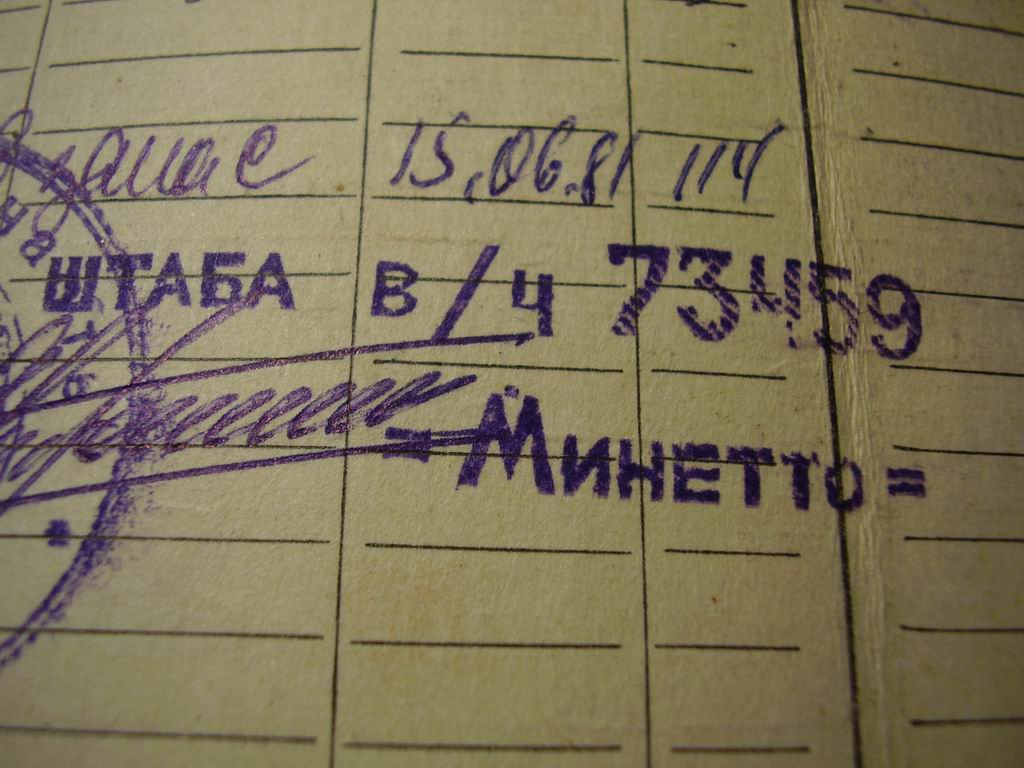 15.06.81 114
ШТАБА В/Ч 73459
= Минетто =